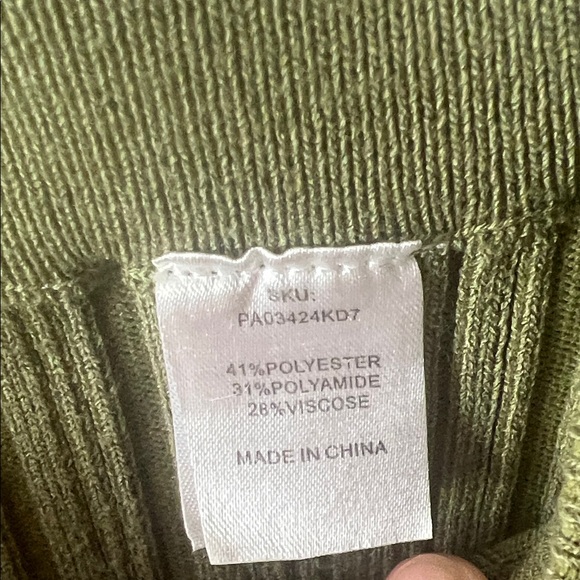 SKU:
PA03424KD7
41%POLYESTER
31%POLYAMIDE
28%VISCOSE
MADE IN CHINA